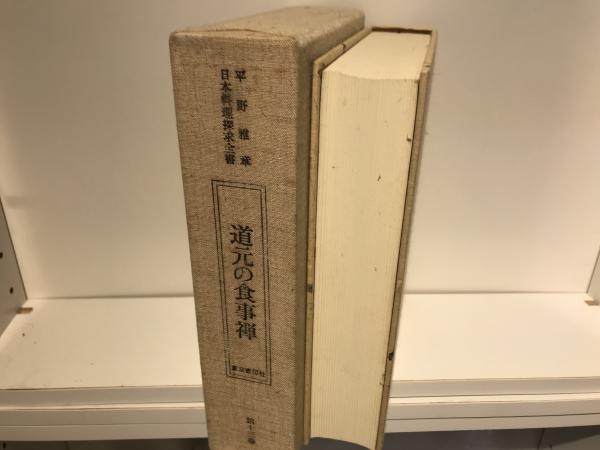 平野雅章
日本料理探求全書
道元の食事禅
東京書房社
第十三巻